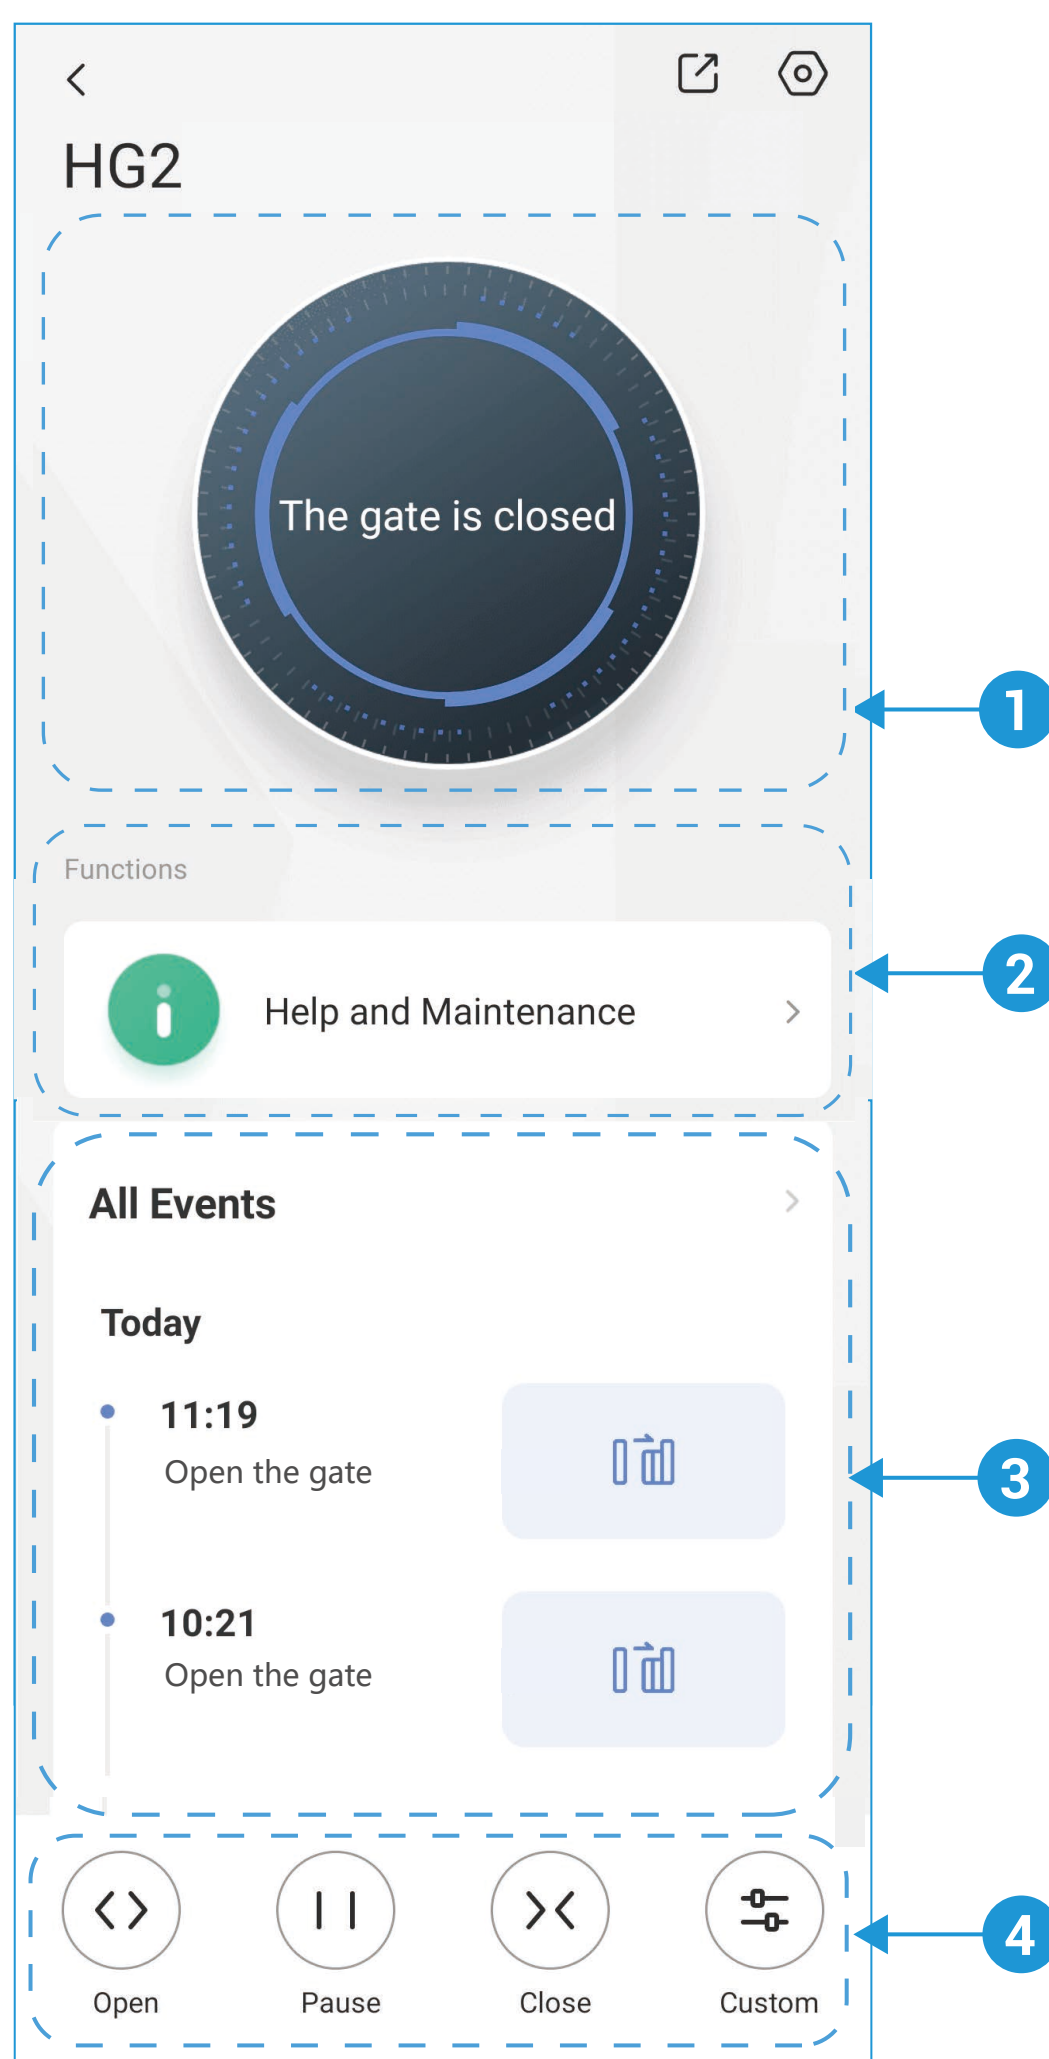 HG2
The gate is closed
1
Functions
2
Help and Maintenance
All Events
Today
11:19
Open the gate
3
10:21
Open the gate
4
Open Pause Close Custom